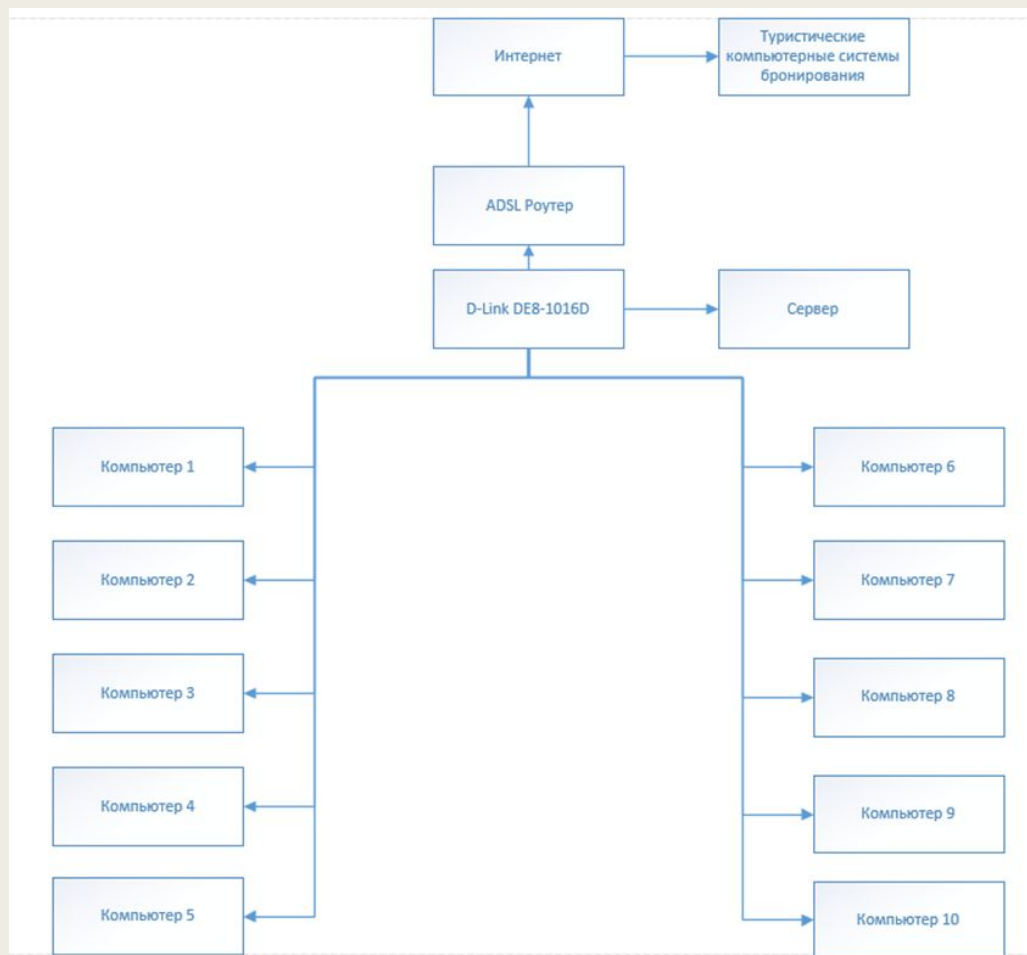 Интернет
Туристические
компьютерные системы
бронирования
ADSL Роутер
D-Link DE8-1016D
Сервер
Компьютер 1
Компьютер 6
Компьютер 2
Компьютер 7
Компьютер 3
Компьютер 8
Компьютер 4
Компьютер 9
Компьютер 5
Компьютер 10